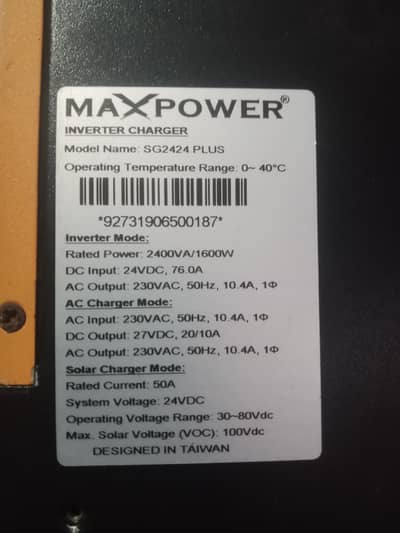 MAXPOWER®
INVERTER CHARGER
Model Name: SG2424 PLUS
Operating Temperature Range: 0~ 40°C
*92731906500187*
Inverter Mode:
Rated Power: 2400VA/1600W
DC Input: 24VDC, 76.0A
AC Output: 230VAC, 50Hz, 10.4A, 1Φ
AC Charger Mode:
AC Input: 230VAC, 50Hz, 10.4A, 1Φ
DC Output: 27VDC, 20/10A
AC Output: 230VAC, 50Hz, 10.4A, 1Φ
Solar Charger Mode:
Rated Current: 50A
System Voltage: 24VDC
Operating Voltage Range: 30~80Vdc
Max. Solar Voltage (VOC): 100Vdc
DESIGNED IN TAIWAN